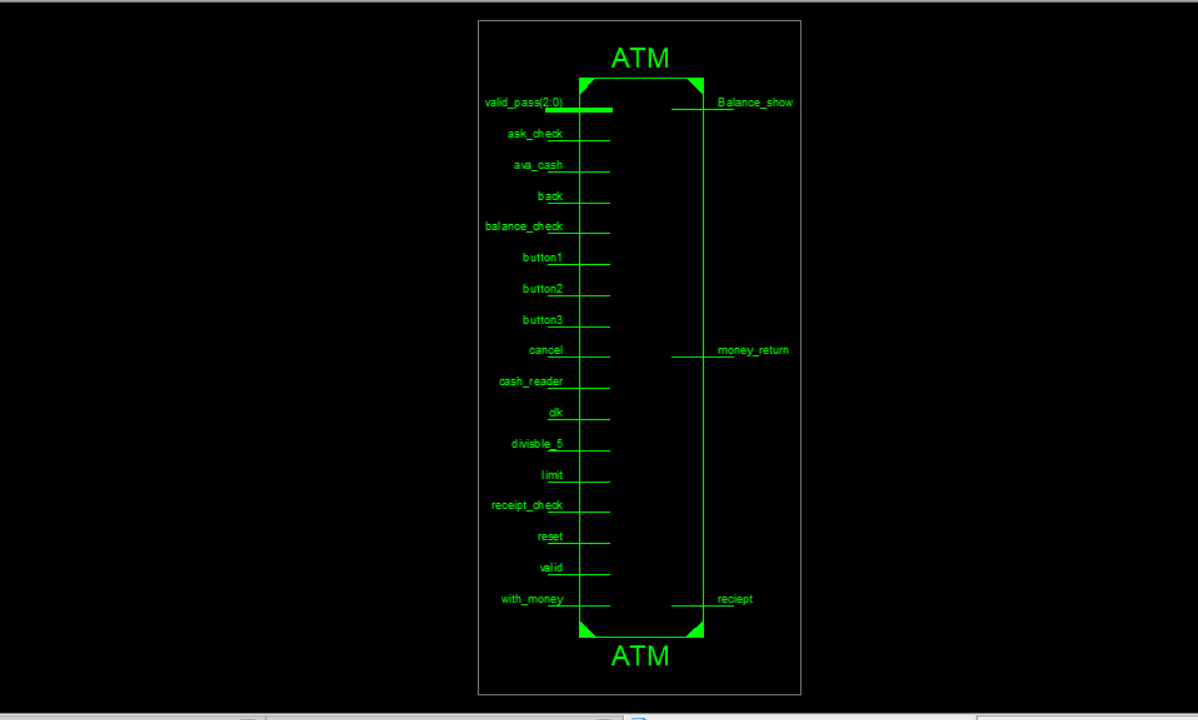 ATM
valid_pass(2:0)
Balance_show
ask_check
ava_cash
back
balance_check
button1
button2
button3
cancel
money_return
cash_reader
clk
divisble_5
limit
receipt_check
reset
valid
with_money
reciept
ATM